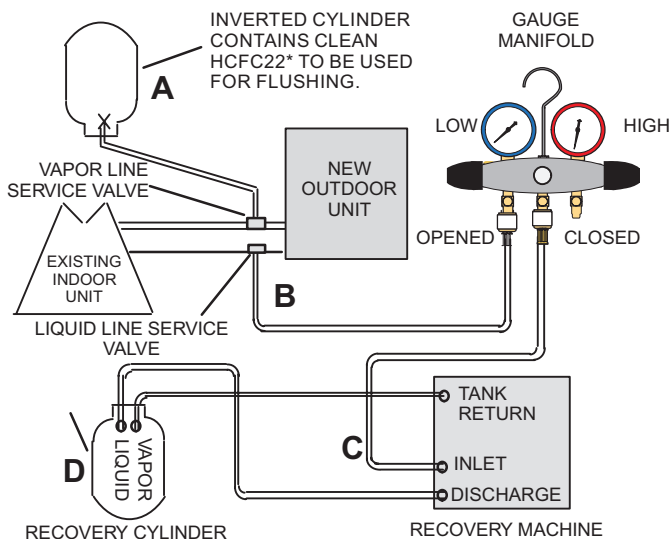 INVERTED CYLINDER
CONTAINS CLEAN
HCFC22* TO BE USED
FOR FLUSHING.
GAUGE
MANIFOLD
A
LOW
HIGH
VAPOR LINE
SERVICE VALVE
NEW
OUTDOOR
UNIT
OPENED
CLOSED
EXISTING
INDOOR
UNIT
B
LIQUID LINE SERVICE
VALVE
TANK
RETURN
C
D
LIQUID
VAPOR
INLET
DISCHARGE
RECOVERY CYLINDER
RECOVERY MACHINE